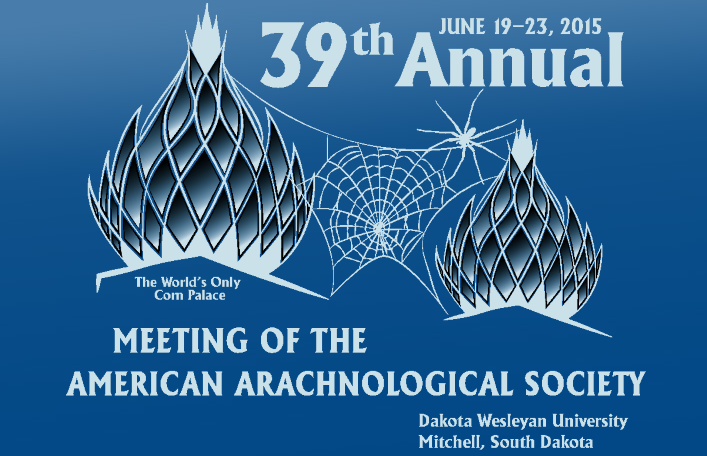 JUNE 19–23, 2015
39th Annual
The World's Only
Corn Palace
MEETING OF THE
AMERICAN ARACHNOLOGICAL SOCIETY
Dakota Wesleyan University
Mitchell, South Dakota